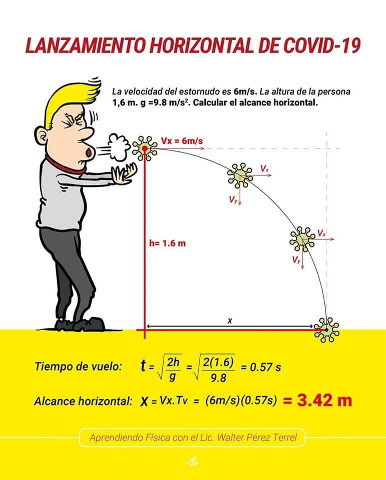 LANZAMIENTO HORIZONTAL DE COVID-19
La velocidad del estornudo es 6m/s. La altura de la persona
1,6 m. g =9.8 m/s². Calcular el alcance horizontal.
Vx = 6m/s
Vx
Vy
Vx
Vy
h= 1.6 m
x
Tiempo de vuelo: t = √2h/g = √2(1.6)/9.8 = 0.57 s
Alcance horizontal: X = Vx.Tv = (6m/s)(0.57s) = 3.42 m
Aprendiendo Física con el Lic. Walter Pérez Terrel